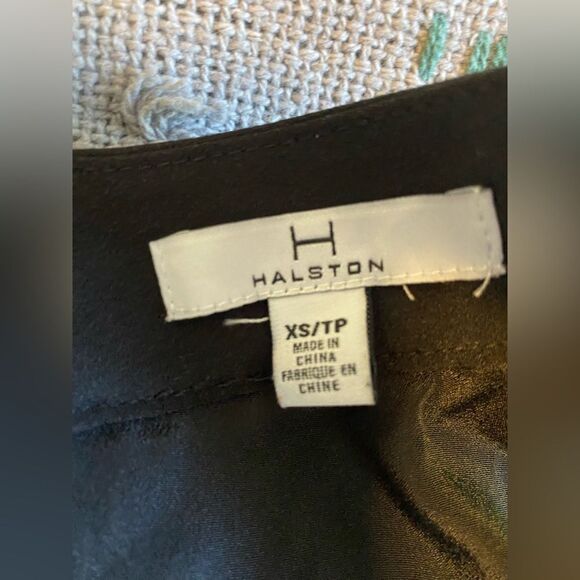 H
HALSTON
XS/TP
MADE IN
CHINA
FABRIQUE EN
CHINE